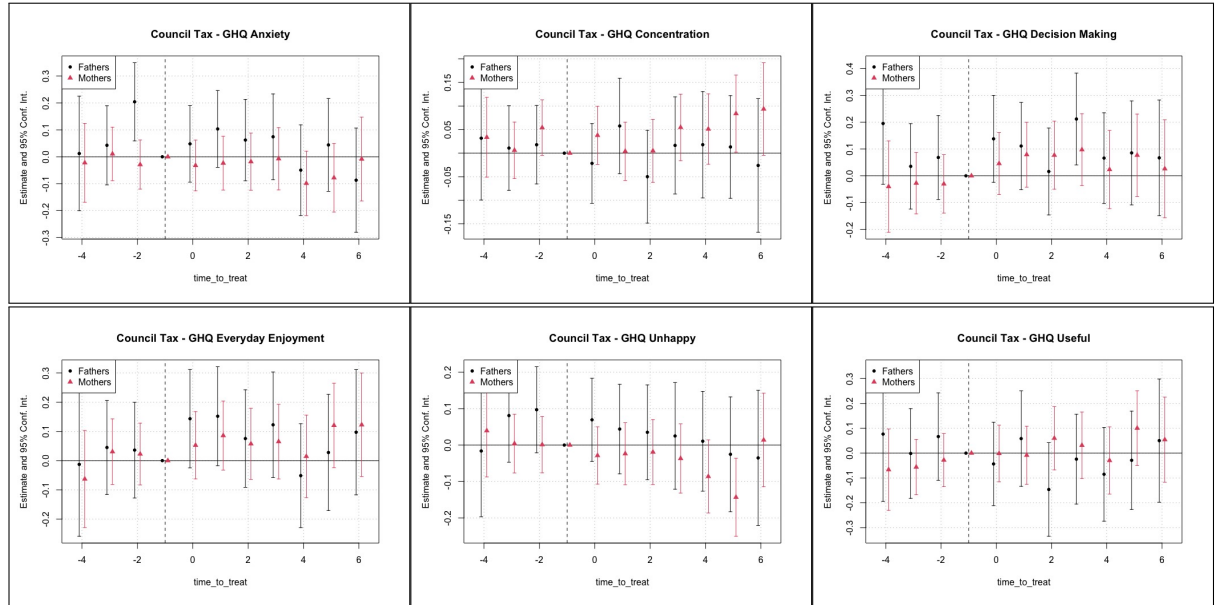 Council Tax - GHQ Anxiety
Fathers
Mothers
Estimate and 95% Conf. Int.
0.3
0.2
0.1
0.0
-0.1
-0.2
-0.3
-4
-2
0
2
4
6
time_to_treat
Council Tax - GHQ Concentration
Fathers
Mothers
Estimate and 95% Conf. Int.
0.15
0.05
-0.05
-0.15
-4
-2
0
2
4
6
time_to_treat
Council Tax - GHQ Decision Making
Fathers
Mothers
Estimate and 95% Conf. Int.
0.4
0.3
0.2
0.1
0.0
-0.1
-0.2
-4
-2
0
2
4
6
time_to_treat
Council Tax - GHQ Everyday Enjoyment
Fathers
Mothers
Estimate and 95% Conf. Int.
0.3
0.2
0.1
0.0
-0.1
-0.2
-4
-2
0
2
4
6
time_to_treat
Council Tax - GHQ Unhappy
Fathers
Mothers
Estimate and 95% Conf. Int.
0.2
0.1
0.0
-0.1
-0.2
-4
-2
0
2
4
6
time_to_treat
Council Tax - GHQ Useful
Fathers
Mothers
Estimate and 95% Conf. Int.
0.3
0.2
0.1
0.0
-0.1
-0.2
-0.3
-4
-2
0
2
4
6
time_to_treat